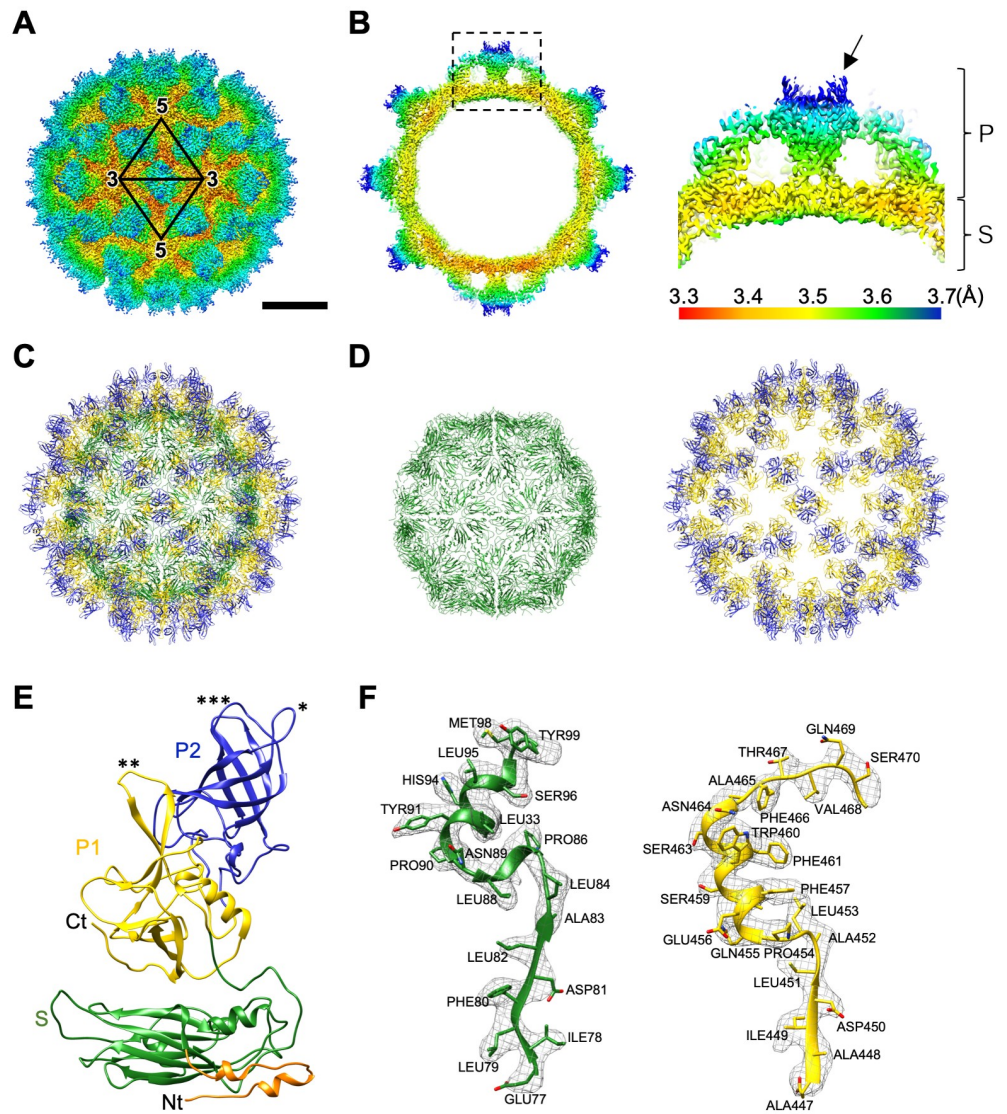 A
5
3
3
5
B
P
S
3.3
3.4
3.5
3.6
3.7(Å)
C
D
E
***
*
P2
**
P1
Ct
S
Nt
F
MET98
TYR99
LEU95
HIS94
SER96
TYR91
LEU33
ASN89
PRO86
PRO90
LEU84
LEU88
ALA83
LEU82
ASP81
PHE80
ILE78
LEU79
GLU77
GLN469
THR467
SER470
ALA465
ASN464
VAL468
PHE466
TRP460
SER463
PHE461
PHE457
SER459
LEU453
GLU456
ALA452
GLN455
PRO454
LEU451
ASP450
ILE449
ALA448
ALA447